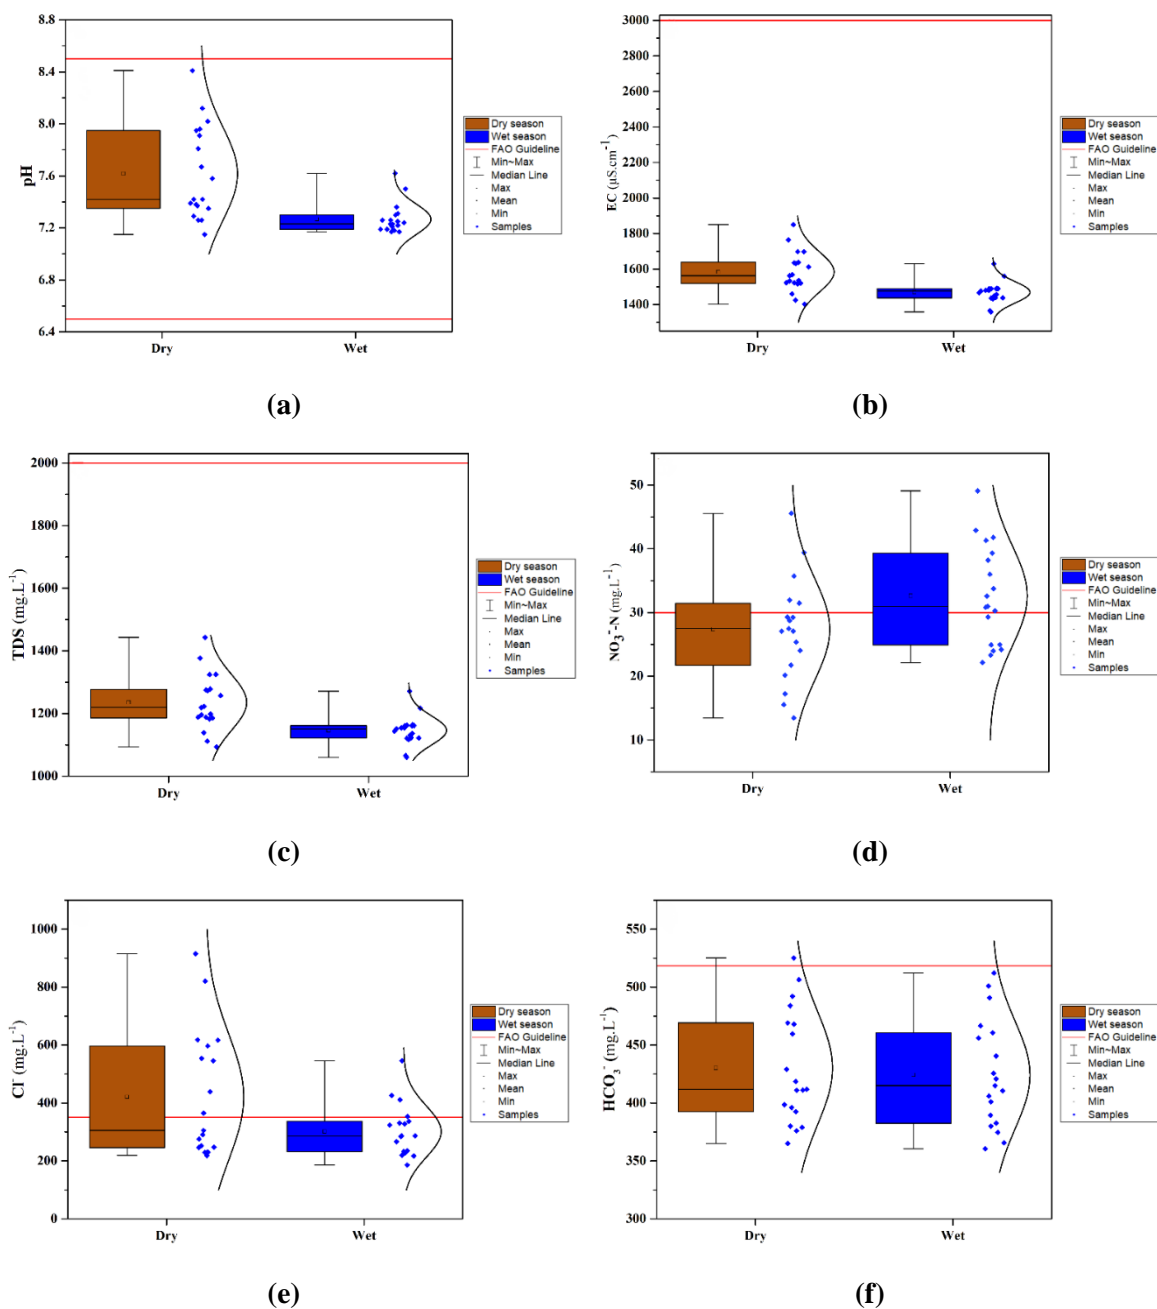 8.8
8.4
8.0
7.6
7.2
6.8
6.4
pH
Dry
Wet
Dry season
Wet season
FAO Guideline
Min~Max
Median Line
Max
Mean
Min
Samples
(a)
3000
2800
2600
2400
2200
2000
1800
1600
1400
EC (µS.cm⁻¹)
Dry
Wet
Dry season
Wet season
FAO Guideline
Min~Max
Median Line
Max
Mean
Min
Samples
(b)
2000
1800
1600
1400
1200
1000
TDS (mg.L⁻¹)
Dry
Wet
Dry season
Wet season
FAO Guideline
Min~Max
Median Line
Max
Mean
Min
Samples
(c)
50
40
30
20
10
NO₃⁻-N (mg.L⁻¹)
Dry
Wet
Dry season
Wet season
FAO Guideline
Min~Max
Median Line
Max
Mean
Min
Samples
(d)
1000
800
600
400
200
0
Cl⁻ (mg.L⁻¹)
Dry
Wet
Dry season
Wet season
FAO Guideline
Min~Max
Median Line
Max
Mean
Min
Samples
(e)
550
500
450
400
350
300
HCO₃⁻ (mg.L⁻¹)
Dry
Wet
Dry season
Wet season
FAO Guideline
Min~Max
Median Line
Max
Mean
Min
Samples
(f)